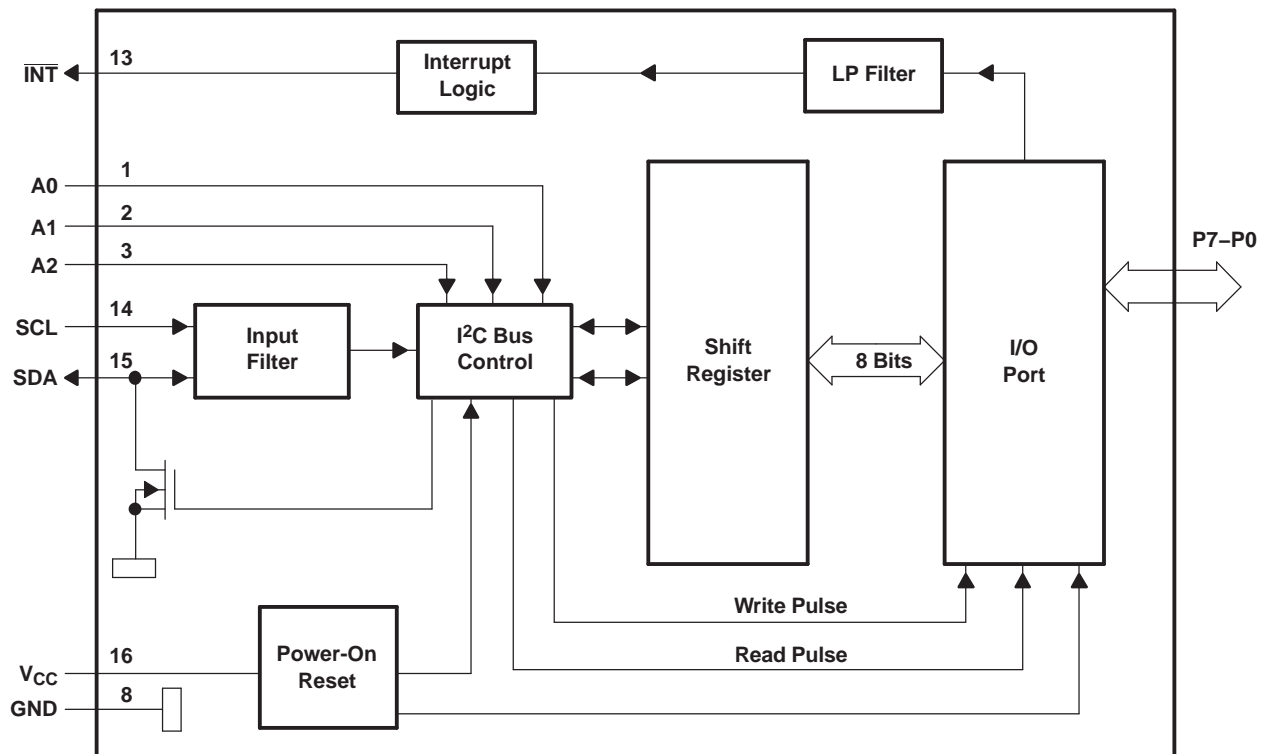 INT
13
Interrupt
Logic
LP Filter
A0
1
A1
2
A2
3
P7–P0
SCL
14
SDA
15
Input
Filter
I²C Bus
Control
Shift
Register
8 Bits
I/O
Port
Write Pulse
Read Pulse
VCC
16
GND
8
Power-On
Reset